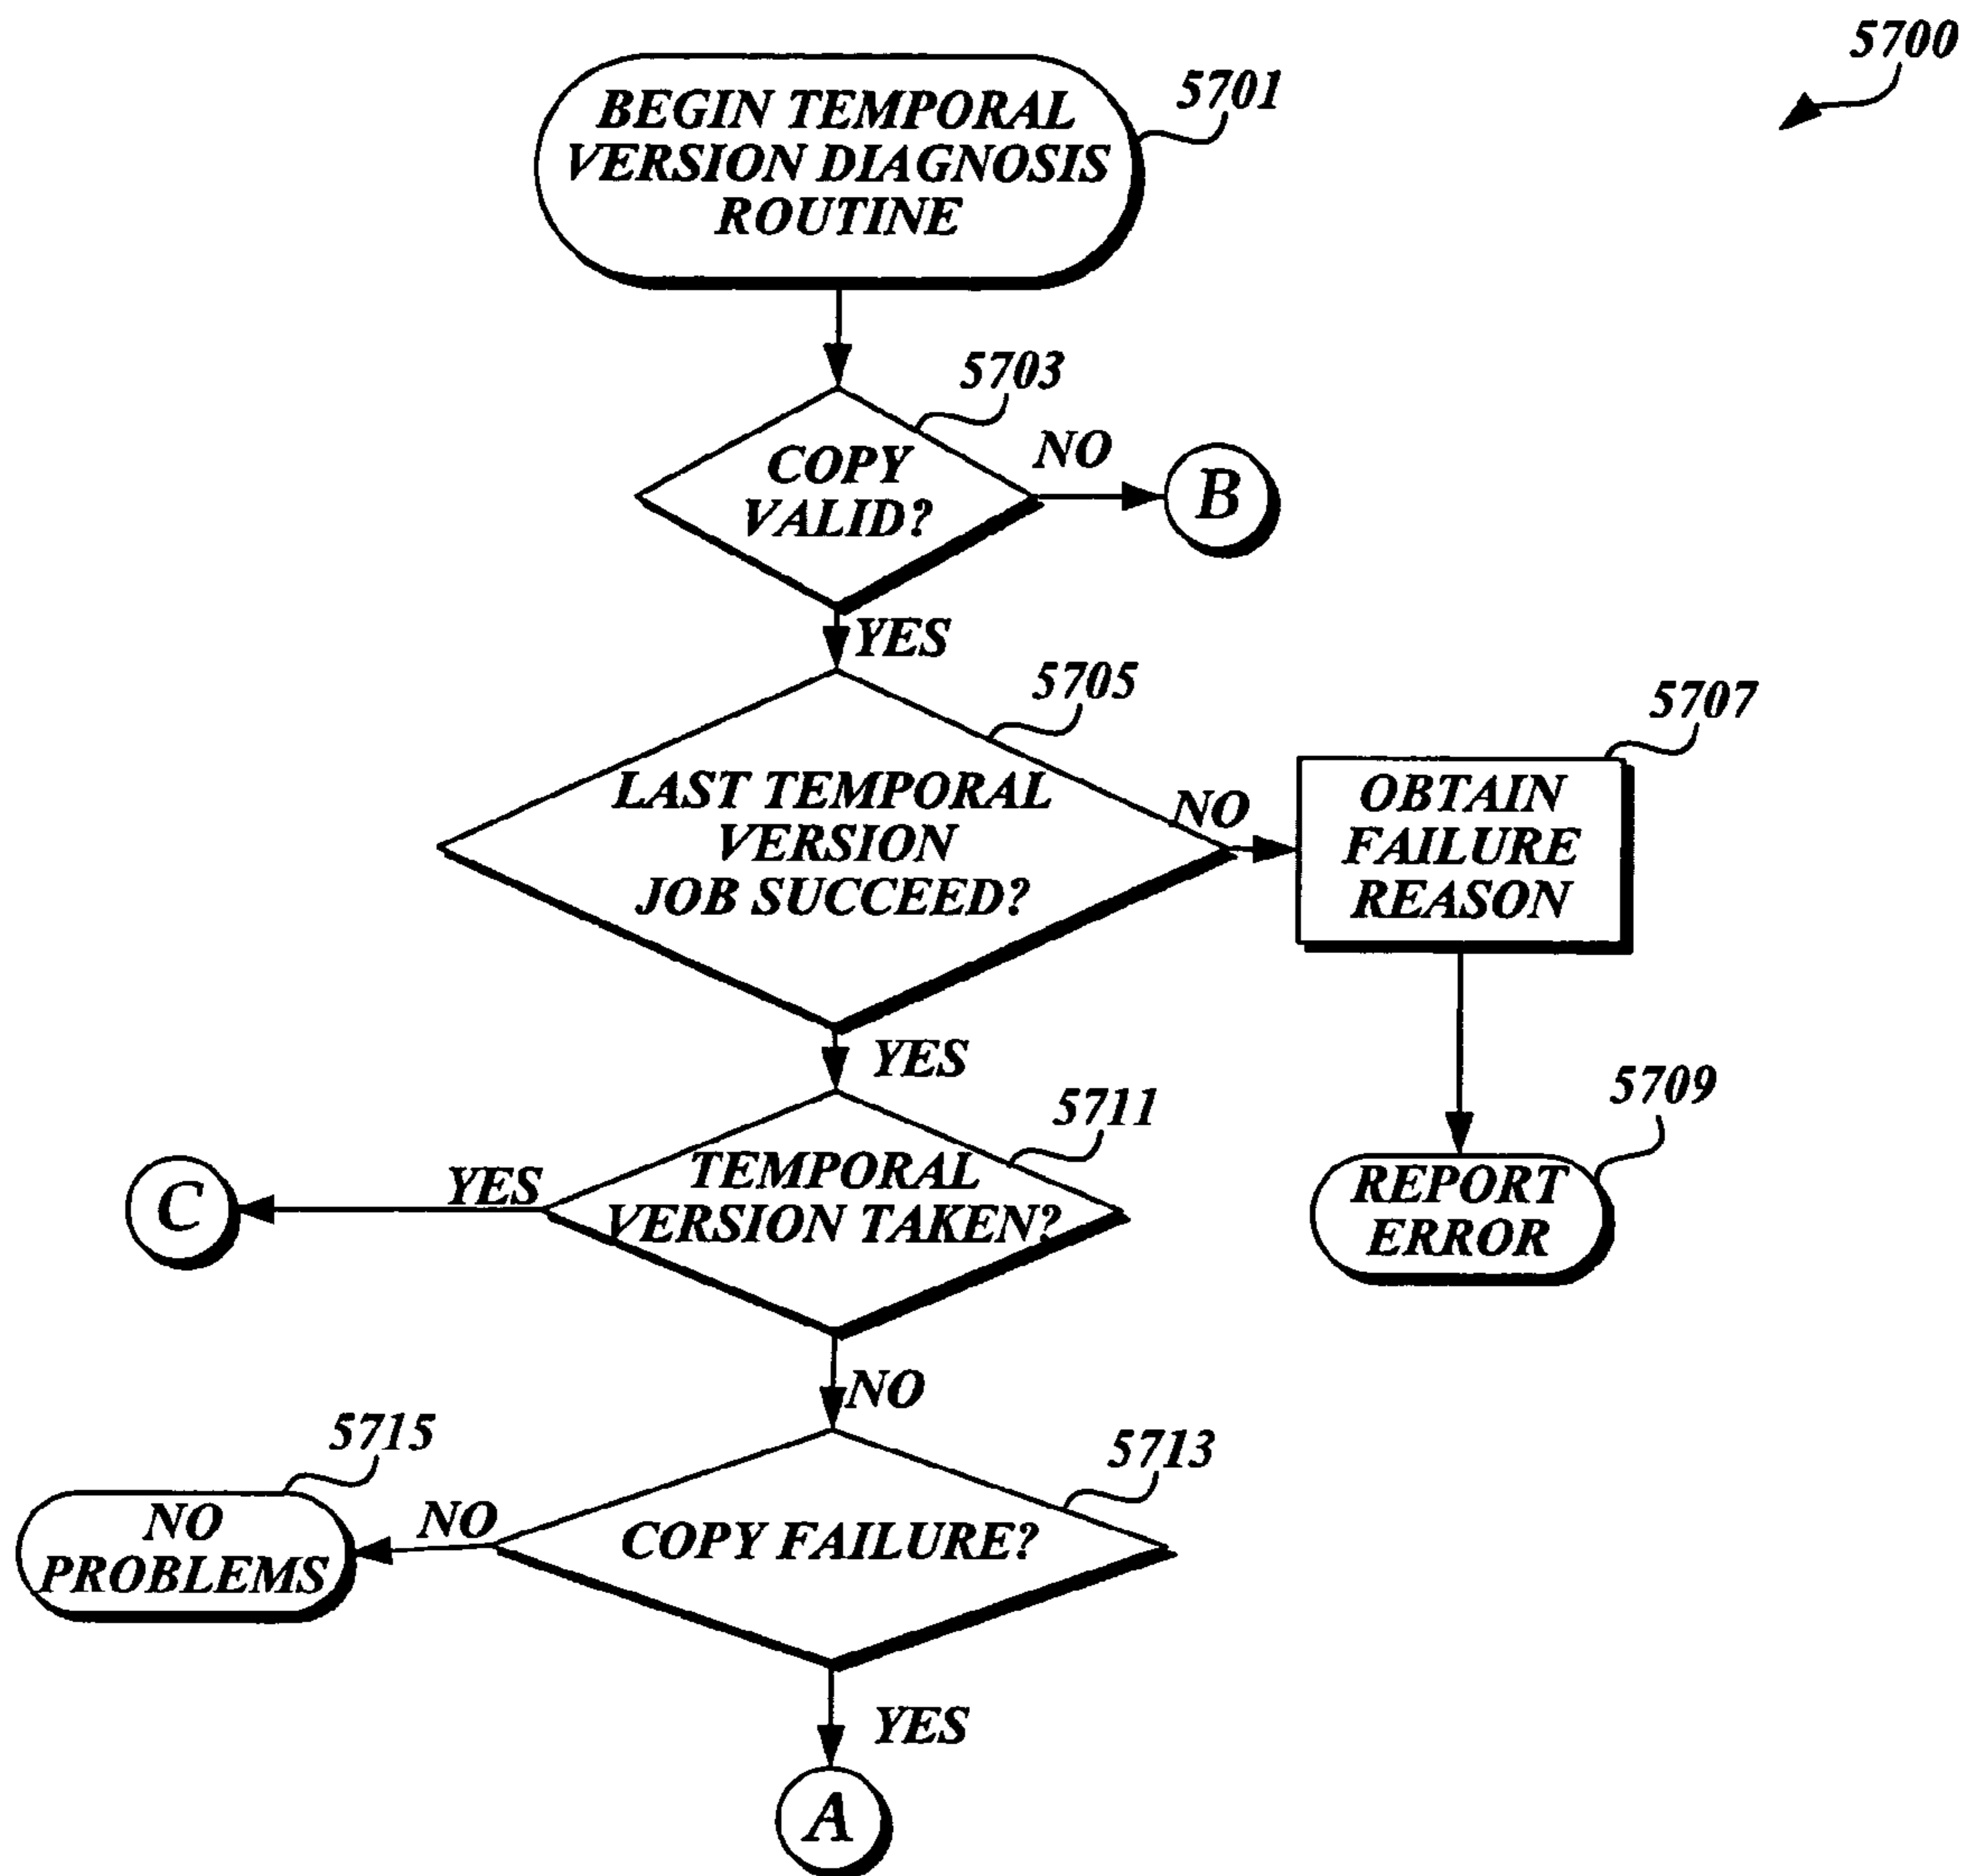 5700
BEGIN TEMPORAL
VERSION DIAGNOSIS
ROUTINE
5701
5703
COPY
VALID?
NO
B
YES
5705
LAST TEMPORAL
VERSION
JOB SUCCEED?
NO
5707
OBTAIN
FAILURE
REASON
YES
5709
REPORT
ERROR
5711
TEMPORAL
VERSION TAKEN?
YES
C
NO
5713
COPY FAILURE?
NO
5715
NO
PROBLEMS
YES
A